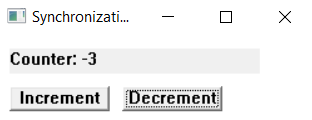 Synchronizati...
Counter: -3
Increment Decrement